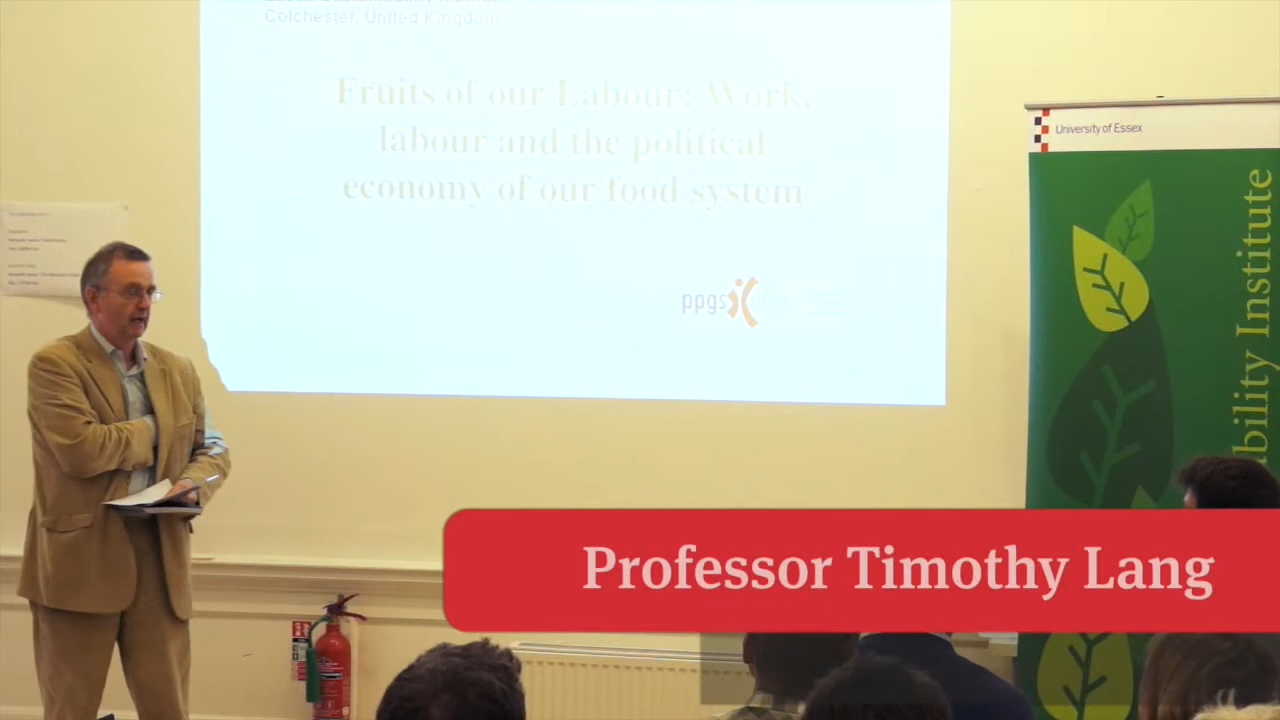 Colchester, United Kingdom
Fruits of our Labour: Work,
labour and the political
economy of our food system
ppgs
University of Essex
ability Institute
Professor Timothy Lang